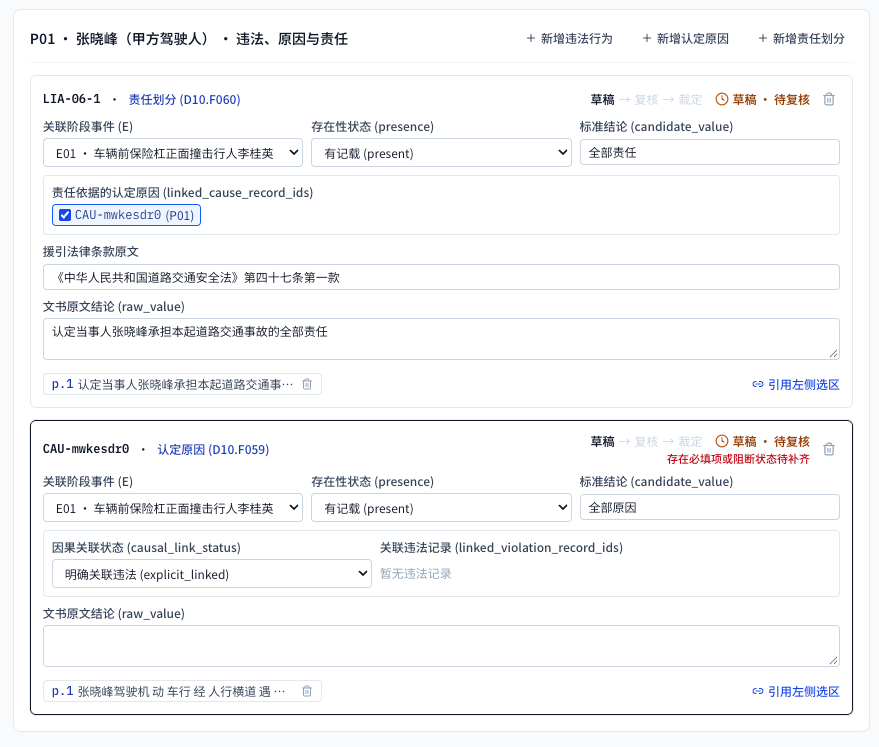 P01 · 张晓峰（甲方驾驶人） · 违法、原因与责任
+ 新增违法行为 + 新增认定原因 + 新增责任划分
LIA-06-1 · 责任划分 (D10.F060)
草稿 → 复核 → 裁定 草稿 · 待复核
关联阶段事件 (E) 存在性状态 (presence) 标准结论 (candidate_value)
E01 · 车辆前保险杠正面撞击行人李桂英 有记载 (present) 全部责任
责任依据的认定原因 (linked_cause_record_ids)
CAU-mwkesdr0 (P01)
援引法律条款原文
《中华人民共和国道路交通安全法》第四十七条第一款
文书原文结论 (raw_value)
认定当事人张晓峰承担本起道路交通事故的全部责任
p.1 认定当事人张晓峰承担本起道路交通事… 引用左侧选区
CAU-mwkesdr0 · 认定原因 (D10.F059)
草稿 → 复核 → 裁定 草稿 · 待复核
存在必填项或阻断状态待补齐
关联阶段事件 (E) 存在性状态 (presence) 标准结论 (candidate_value)
E01 · 车辆前保险杠正面撞击行人李桂英 有记载 (present) 全部原因
因果关联状态 (causal_link_status) 关联违法记录 (linked_violation_record_ids)
明确关联违法 (explicit_linked) 暂无违法记录
文书原文结论 (raw_value)
p.1 张晓峰驾驶机 动 车行 经 人行横道 遇 … 引用左侧选区